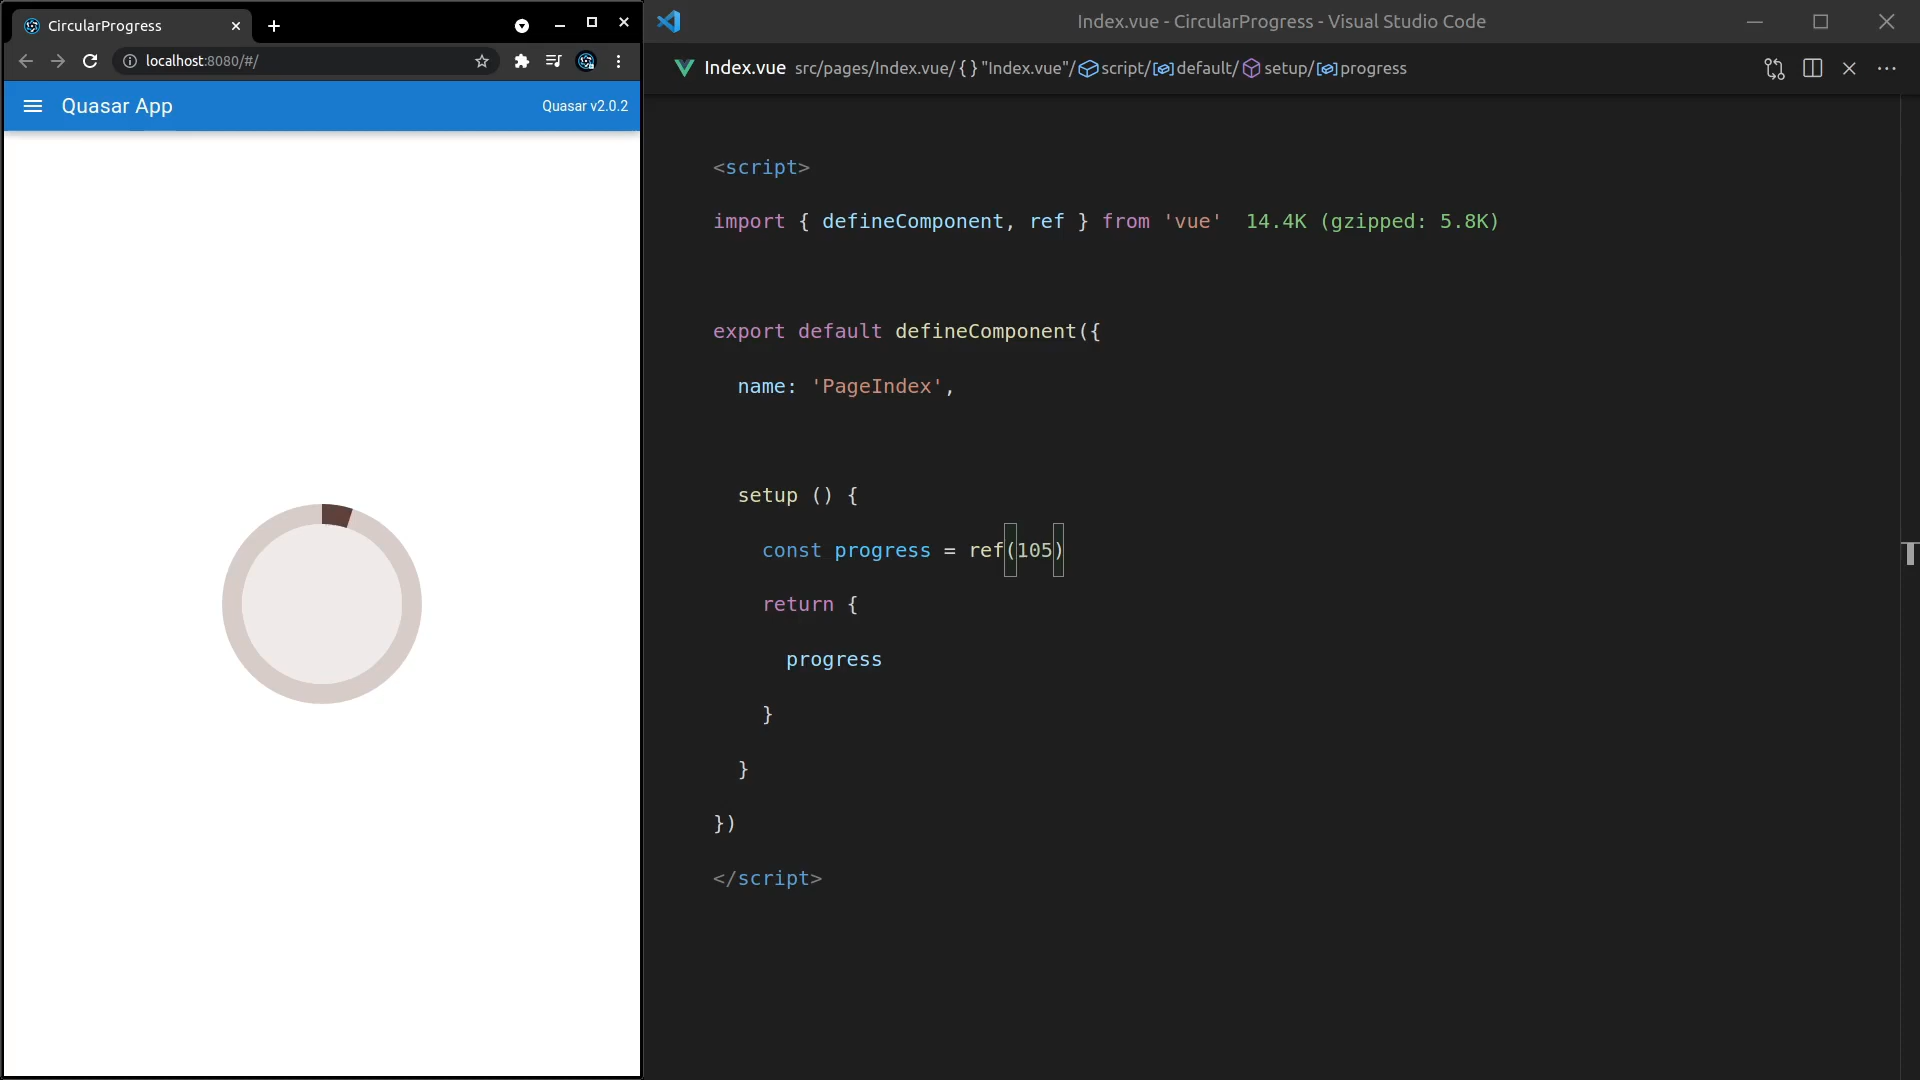 CircularProgress
localhost:8080/#/
Quasar App
Quasar v2.0.2
Index.vue - CircularProgress - Visual Studio Code
Index.vue src/pages/Index.vue/{}"Index.vue"/script/default/setup/progress
<script>
import { defineComponent, ref } from 'vue' 14.4K (gzipped: 5.8K)
export default defineComponent({
name: 'PageIndex',
setup () {
const progress = ref(105)
return {
progress
}
}
})
</script>